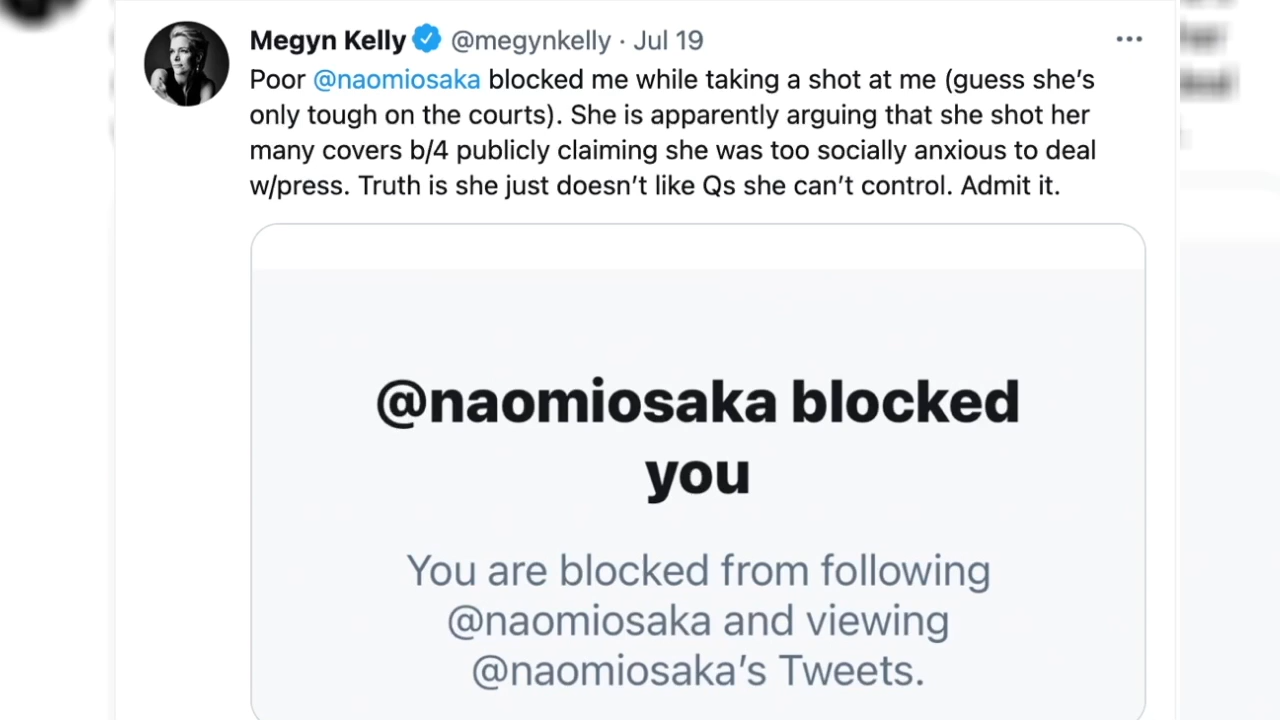 Megyn Kelly @megynkelly · Jul 19
Poor @naomiosaka blocked me while taking a shot at me (guess she’s
only tough on the courts). She is apparently arguing that she shot her
many covers b/4 publicly claiming she was too socially anxious to deal
w/press. Truth is she just doesn’t like Qs she can’t control. Admit it.
@naomiosaka blocked
you
You are blocked from following
@naomiosaka and viewing
@naomiosaka’s Tweets.